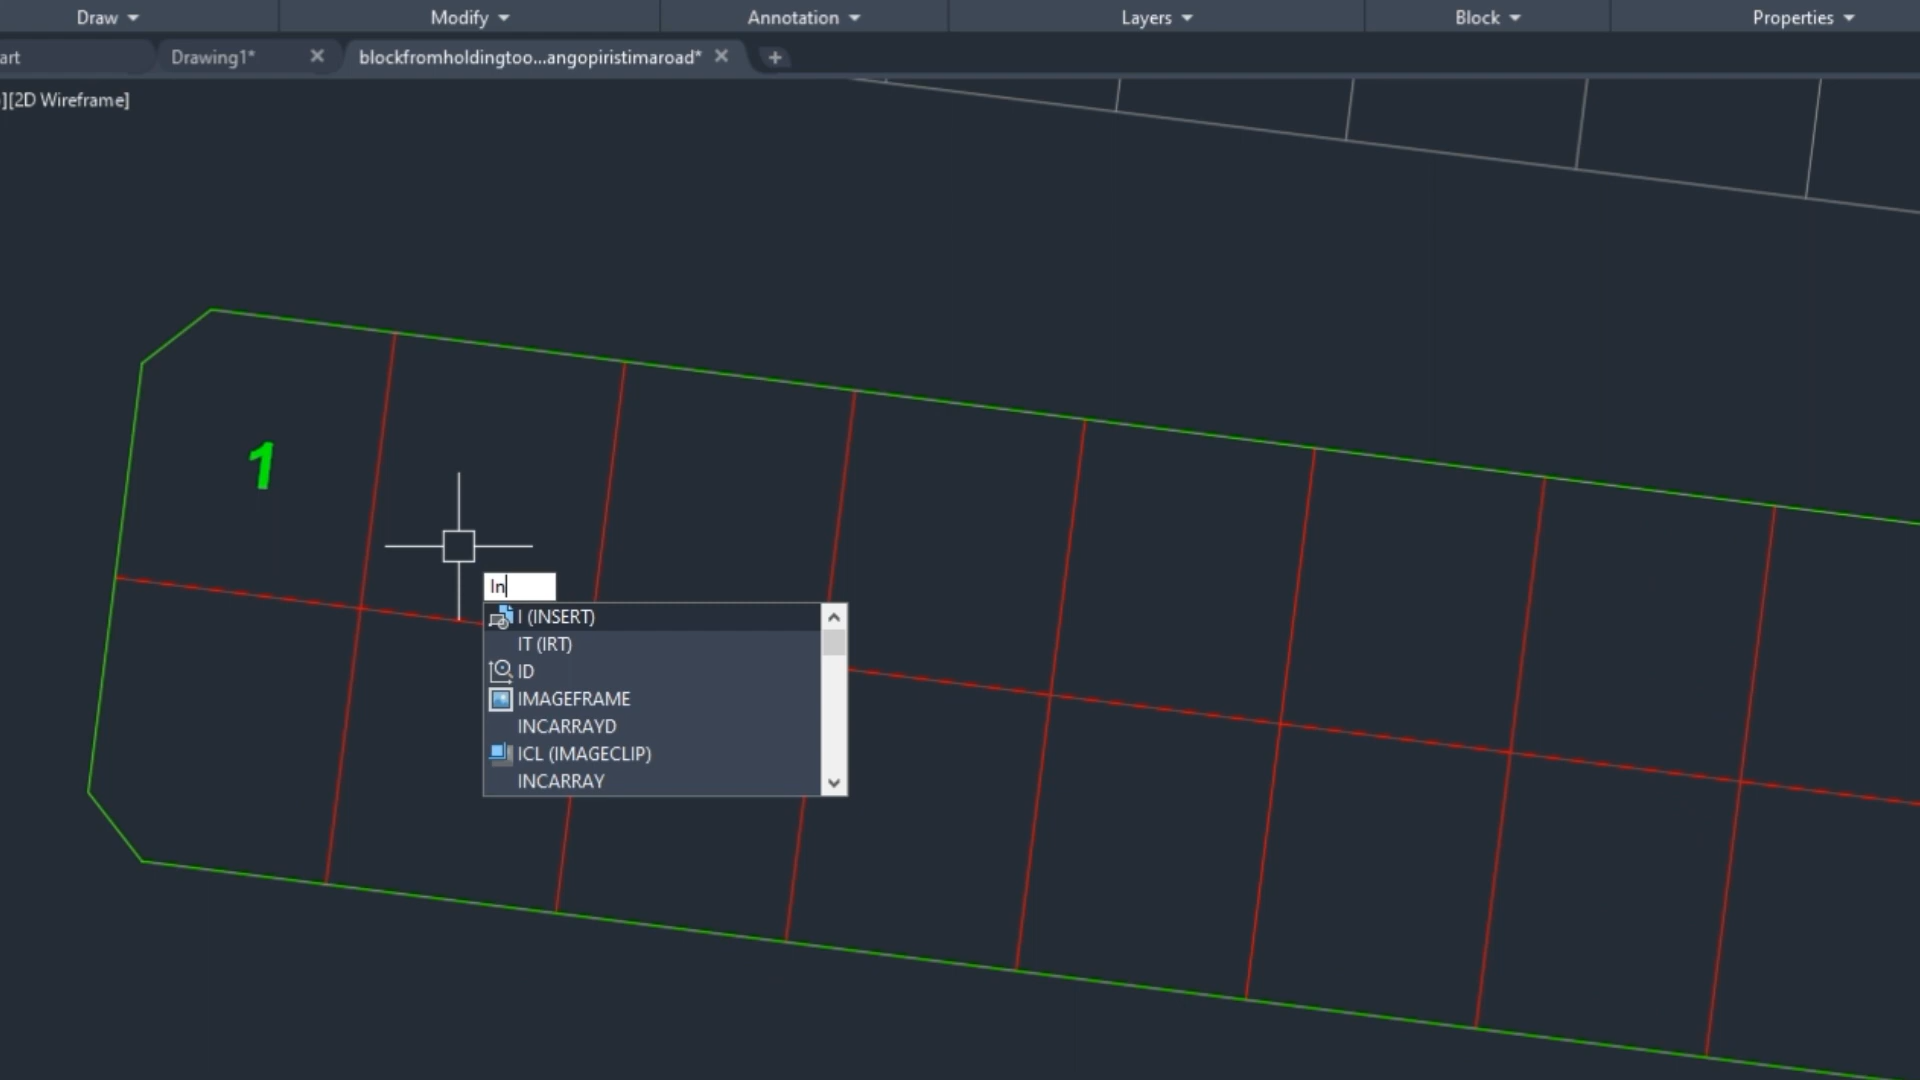 Draw Modify Annotation Layers Block Properties
art Drawing1* blockfromholdingtoo...angopiristimaroad*
][2D Wireframe]
1
In
I (INSERT)
IT (IRT)
ID
IMAGEFRAME
INCARRAYD
ICL (IMAGECLIP)
INCARRAY